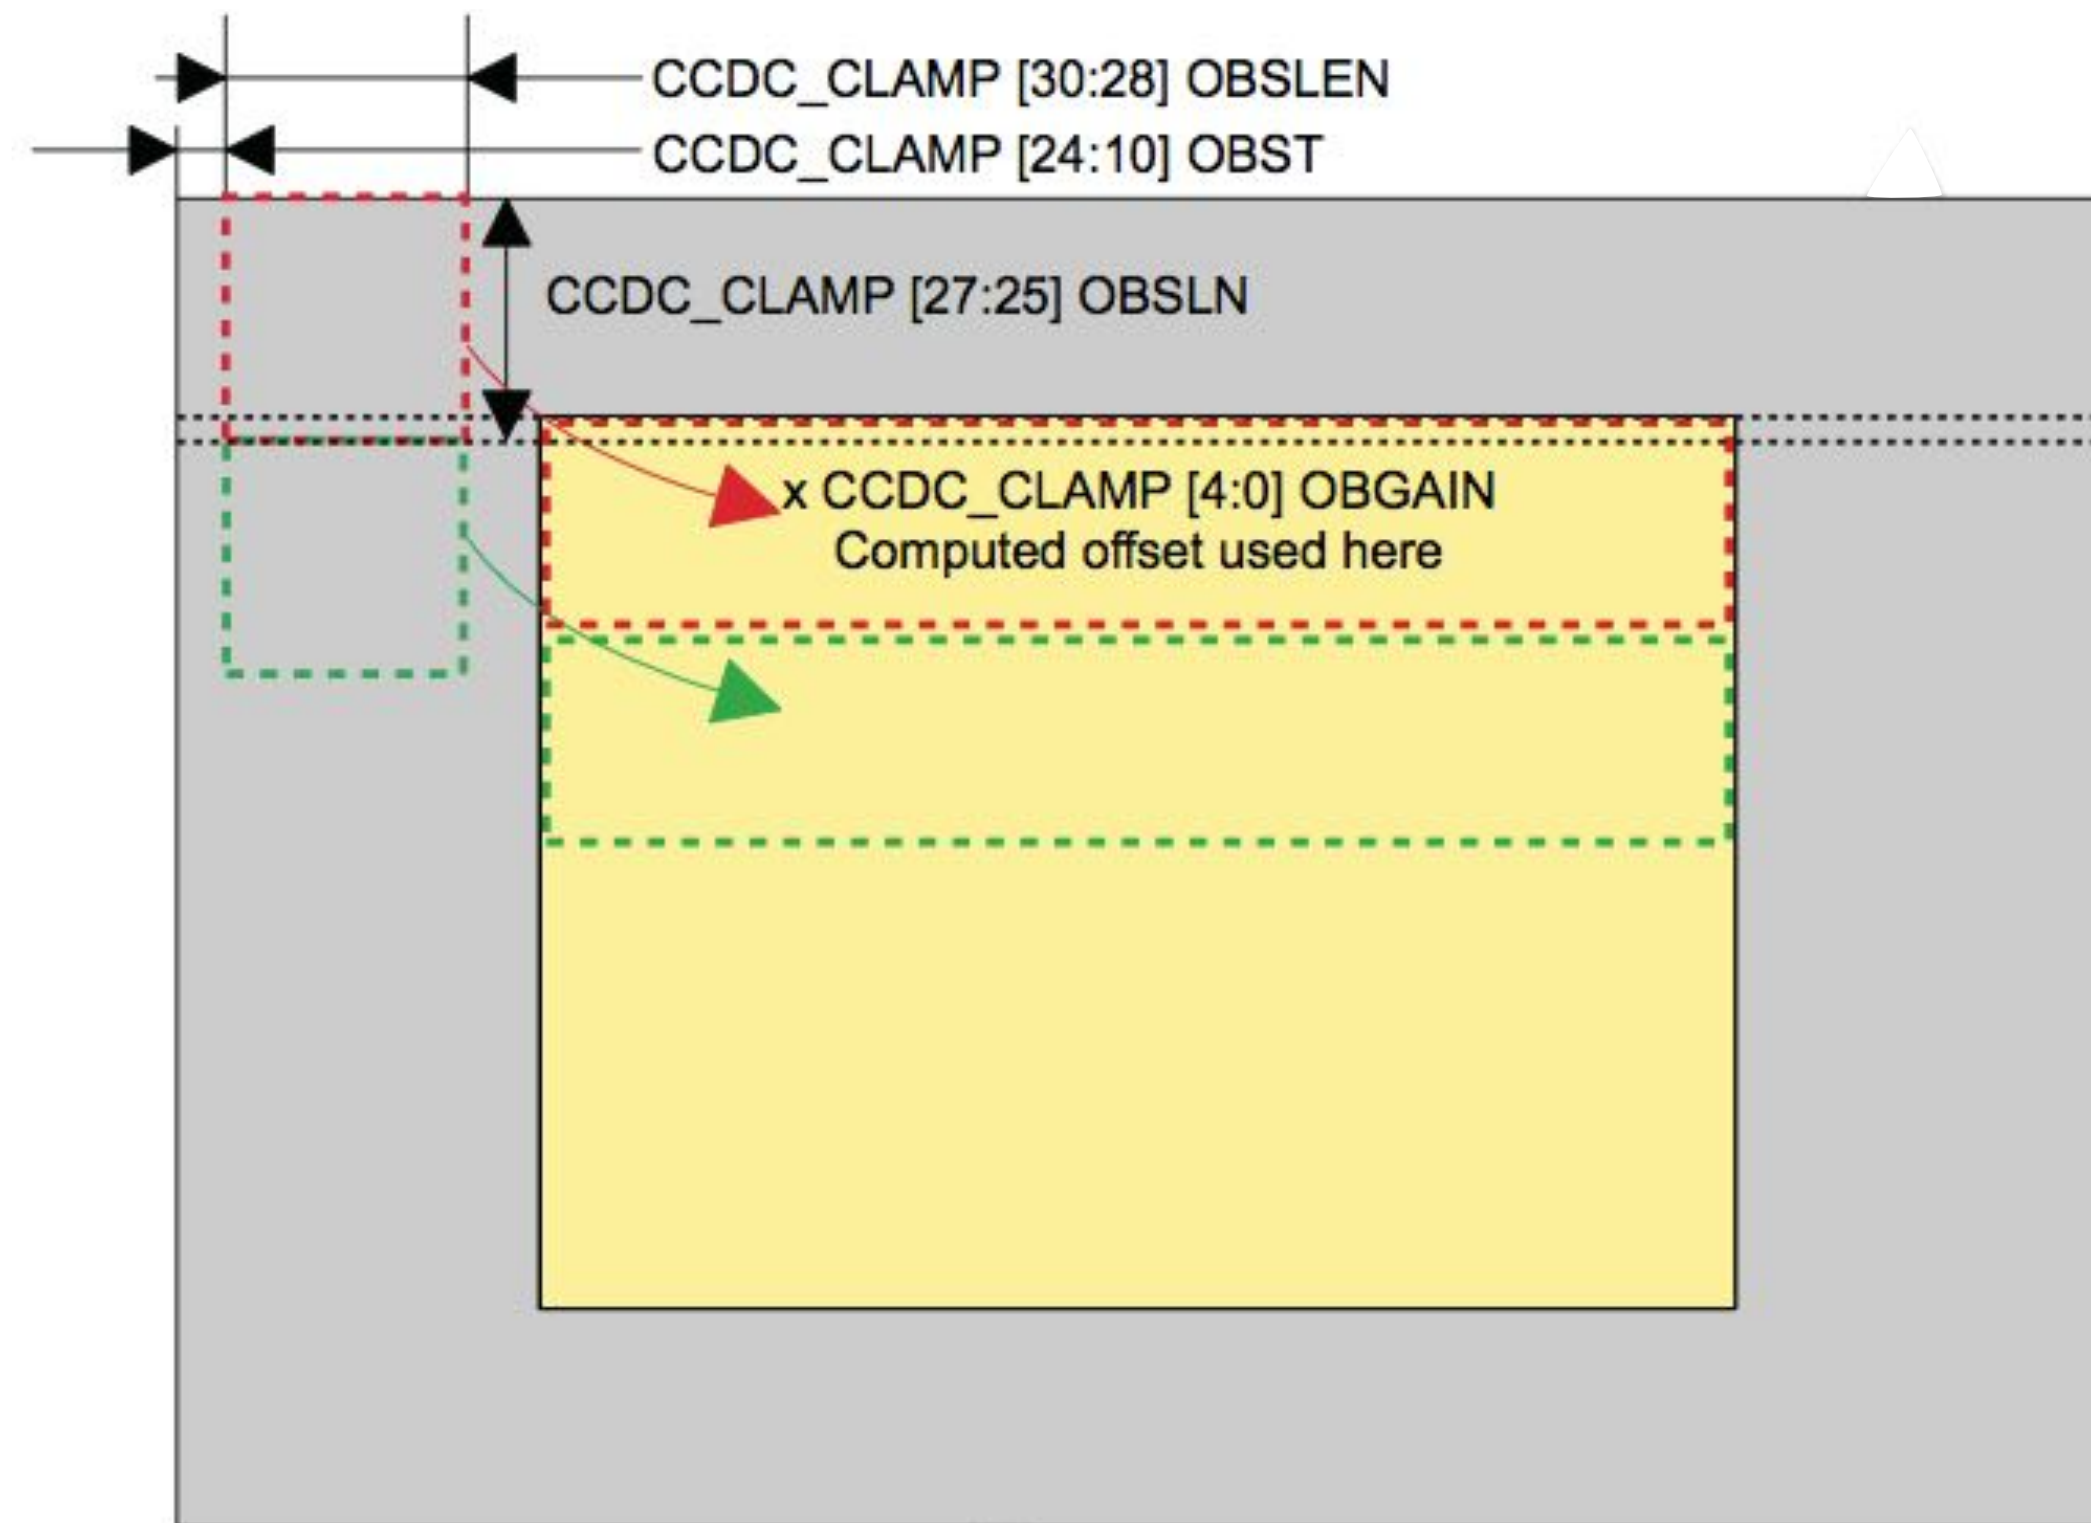 CCDC_CLAMP [30:28] OBSLEN
CCDC_CLAMP [24:10] OBST
CCDC_CLAMP [27:25] OBSLN
x CCDC_CLAMP [4:0] OBGAIN
Computed offset used here